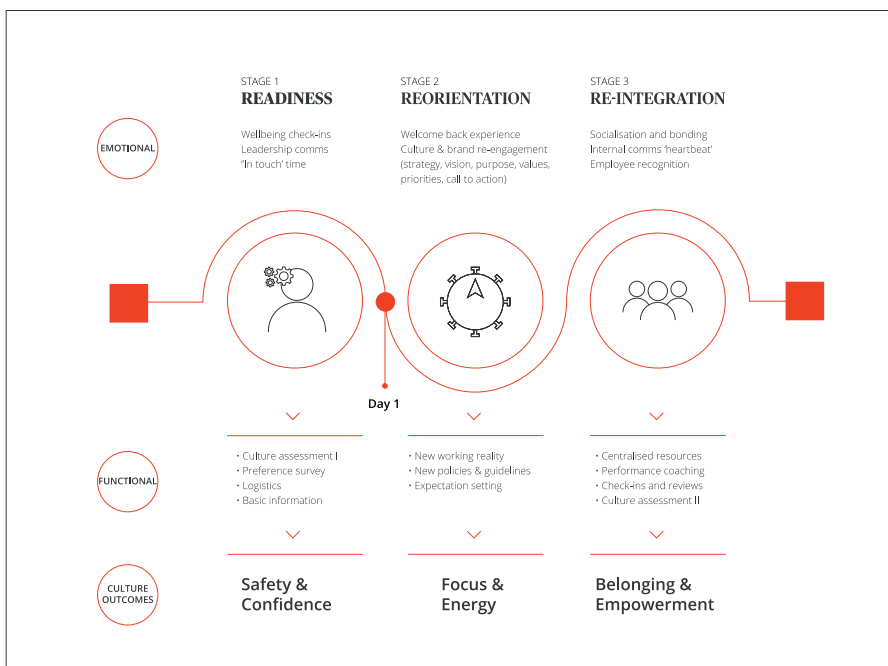 STAGE 1
READINESS
STAGE 2
REORIENTATION
STAGE 3
RE-INTEGRATION
EMOTIONAL
Wellbeing check-ins
Leadership comms
‘In touch’ time
Welcome back experience
Culture & brand re-engagement
(strategy, vision, purpose, values,
priorities, call to action)
Socialisation and bonding
Internal comms ‘heartbeat’
Employee recognition
Day 1
FUNCTIONAL
• Culture assessment I
• Preference survey
• Logistics
• Basic information
• New working reality
• New policies & guidelines
• Expectation setting
• Centralised resources
• Performance coaching
• Check-ins and reviews
• Culture assessment II
CULTURE
OUTCOMES
Safety &
Confidence
Focus &
Energy
Belonging &
Empowerment